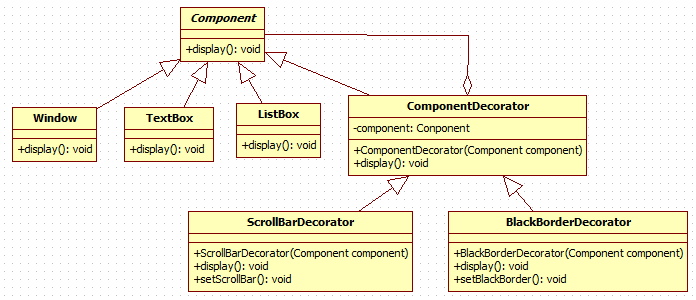 Component
+display(): void
Window
+display(): void
TextBox
+display(): void
ListBox
+display(): void
ComponentDecorator
-component: Component
+ComponentDecorator(Component component)
+display(): void
ScrollBarDecorator
+ScrollBarDecorator(Component component)
+display(): void
+setScrollBar(): void
BlackBorderDecorator
+BlackBorderDecorator(Component component)
+display(): void
+setBlackBorder(): void